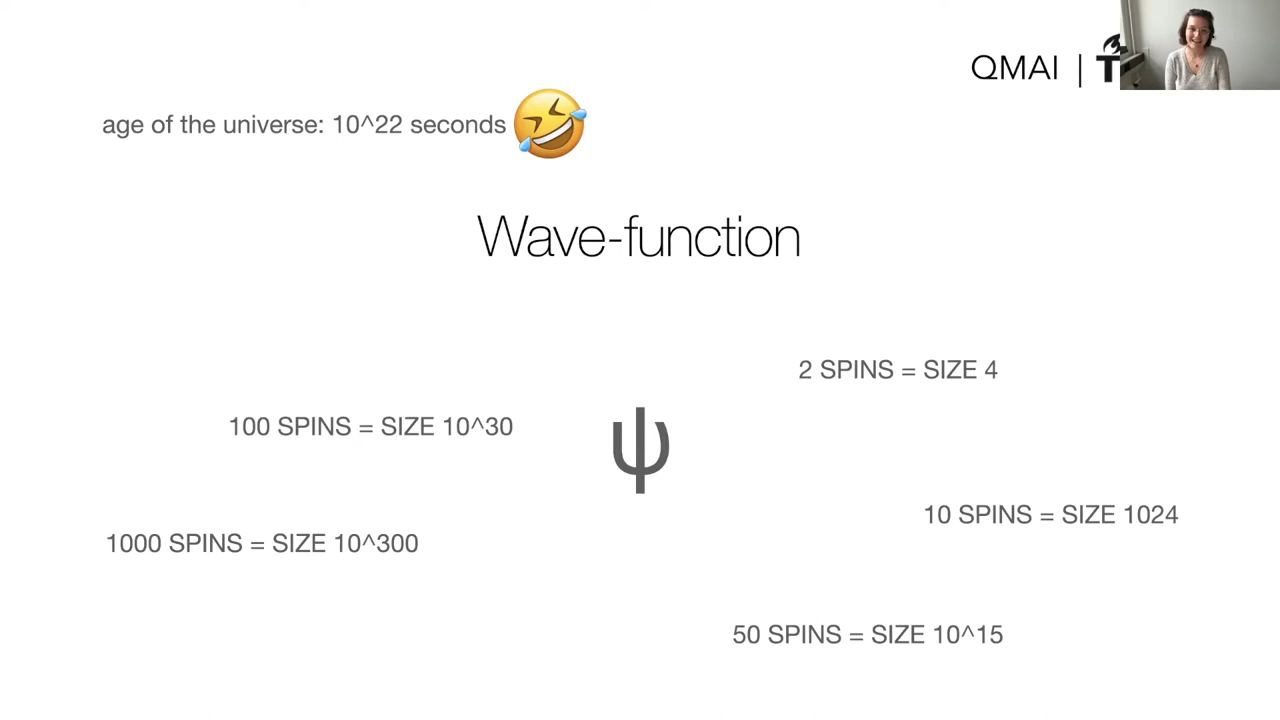 QMAI | T
age of the universe: 10^22 seconds
Wave-function
2 SPINS = SIZE 4
100 SPINS = SIZE 10^30
ψ
10 SPINS = SIZE 1024
1000 SPINS = SIZE 10^300
50 SPINS = SIZE 10^15